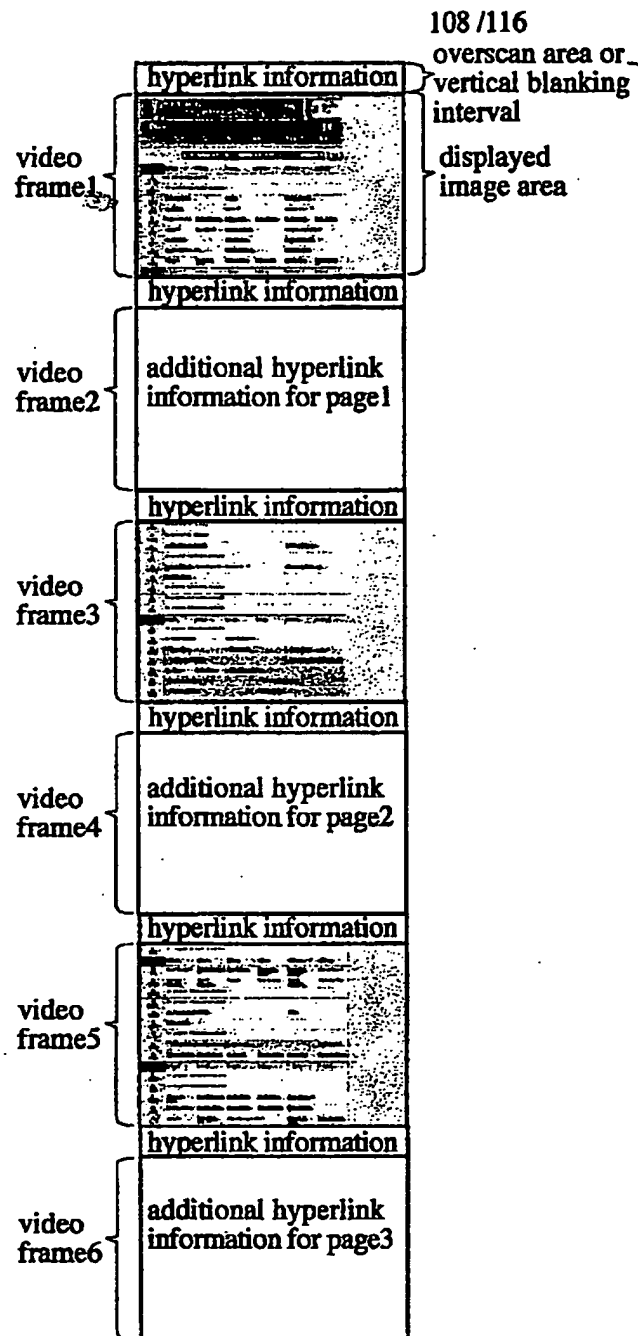 108 /116
overscan area or
vertical blanking
interval
hyperlink information
video
frame1
displayed
image area
hyperlink information
video
frame2
additional hyperlink
information for page1
hyperlink information
video
frame3
hyperlink information
video
frame4
additional hyperlink
information for page2
hyperlink information
video
frame5
hyperlink information
video
frame6
additional hyperlink
information for page3